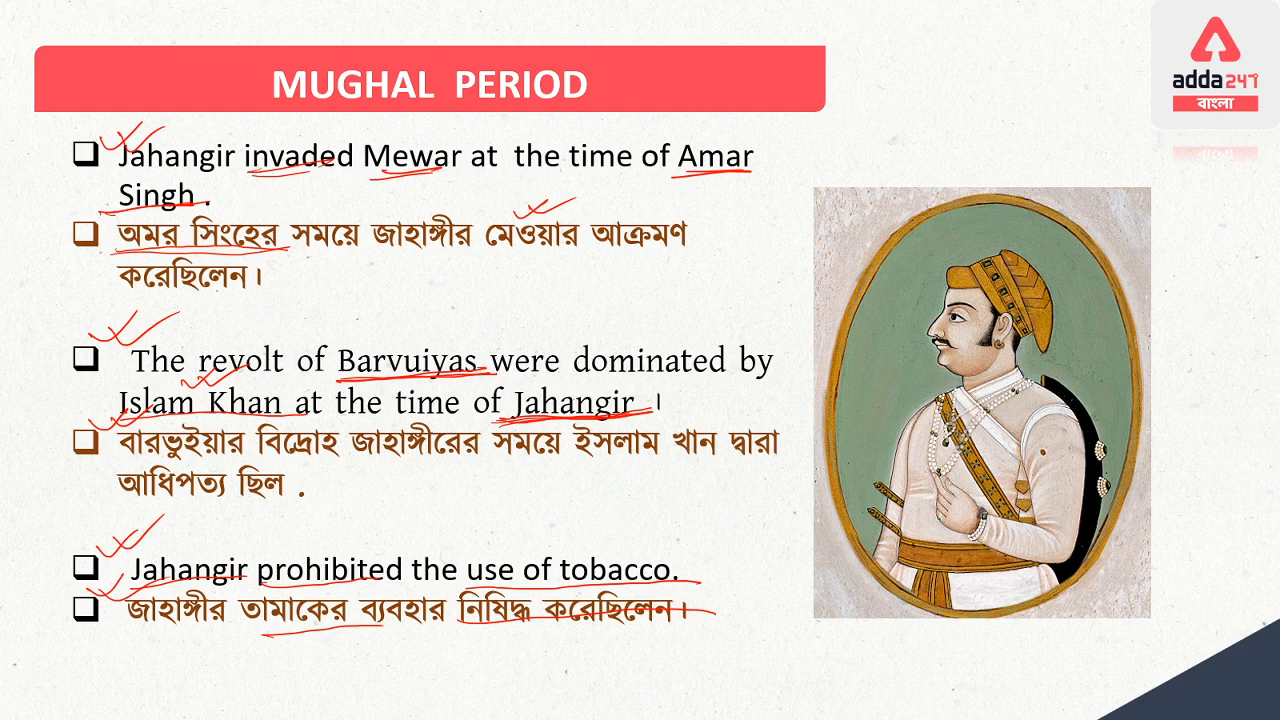 MUGHAL PERIOD
adda247
বাংলা
Jahangir invaded Mewar at the time of Amar
Singh .
অমর সিংহের সময়ে জাহাঙ্গীর মেওয়ার আক্রমণ
করেছিলেন।
The revolt of Barvuiyas were dominated by
Islam Khan at the time of Jahangir ।
বারভুইয়ার বিদ্রোহ জাহাঙ্গীরের সময়ে ইসলাম খান দ্বারা
আধিপত্য ছিল .
Jahangir prohibited the use of tobacco.
জাহাঙ্গীর তামাকের ব্যবহার নিষিদ্ধ করেছিলেন।